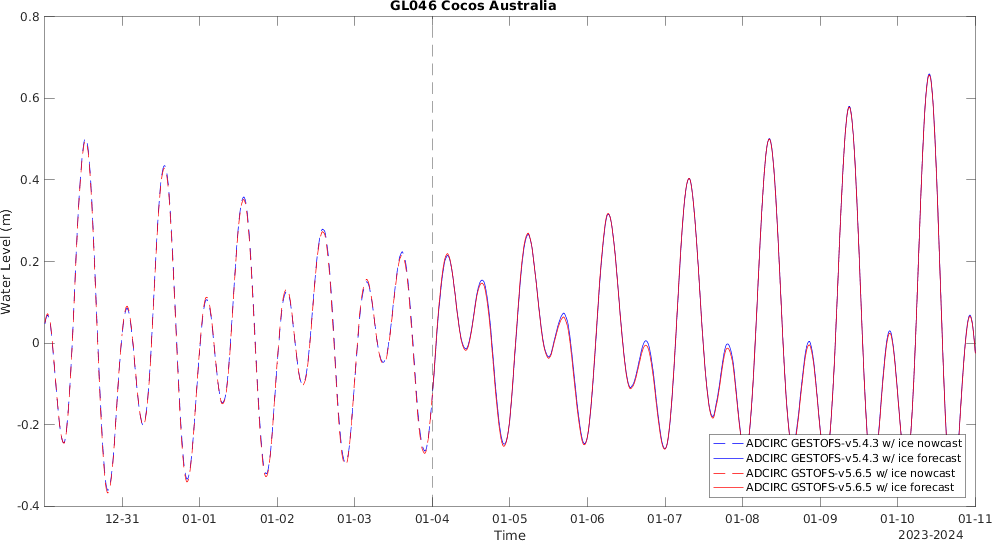 GL046 Cocos Australia
Water Level (m)
0.8
0.6
0.4
0.2
0
-0.2
-0.4
12-31
01-01
01-02
01-03
01-04
01-05
01-06
01-07
01-08
01-09
01-10
01-11
Time
2023-2024
ADCIRC GESTOFS-v5.4.3 w/ ice nowcast
ADCIRC GESTOFS-v5.4.3 w/ ice forecast
ADCIRC GSTOFS-v5.6.5 w/ ice nowcast
ADCIRC GSTOFS-v5.6.5 w/ ice forecast